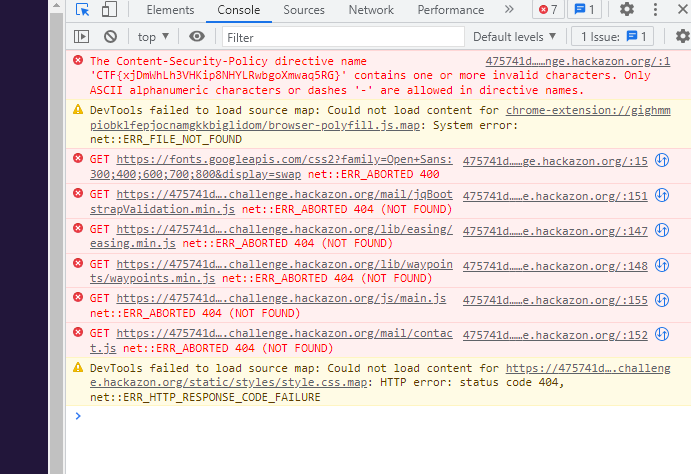 Elements Console Sources Network Performance » 7 1
top Filter Default levels 1 Issue: 1
The Content-Security-Policy directive name 475741d……nge.hackazon.org/:1
'CTF{xjDmWhLh3VHKip8NHYLRwbgoXmwaq5RG}' contains one or more invalid characters. Only
ASCII alphanumeric characters or dashes '-' are allowed in directive names.
DevTools failed to load source map: Could not load content for chrome-extension://gighmm
piobklfepjocnamgkkbiglidom/browser-polyfill.js.map: System error:
net::ERR_FILE_NOT_FOUND
GET https://fonts.googleapis.com/css2?family=Open+Sans: 475741d……ge.hackazon.org/:15
300;400;600;700;800&display=swap net::ERR_ABORTED 400
GET https://475741d….challenge.hackazon.org/mail/jqBoot 475741d……e.hackazon.org/:151
strapValidation.min.js net::ERR_ABORTED 404 (NOT FOUND)
GET https://475741d….challenge.hackazon.org/lib/easing/ 475741d……e.hackazon.org/:147
easing.min.js net::ERR_ABORTED 404 (NOT FOUND)
GET https://475741d….challenge.hackazon.org/lib/waypoin 475741d……e.hackazon.org/:148
ts/waypoints.min.js net::ERR_ABORTED 404 (NOT FOUND)
GET https://475741d….challenge.hackazon.org/js/main.js 475741d……e.hackazon.org/:155
net::ERR_ABORTED 404 (NOT FOUND)
GET https://475741d….challenge.hackazon.org/mail/contac 475741d……e.hackazon.org/:152
t.js net::ERR_ABORTED 404 (NOT FOUND)
DevTools failed to load source map: Could not load content for https://475741d….challeng
e.hackazon.org/static/styles/style.css.map: HTTP error: status code 404,
net::ERR_HTTP_RESPONSE_CODE_FAILURE